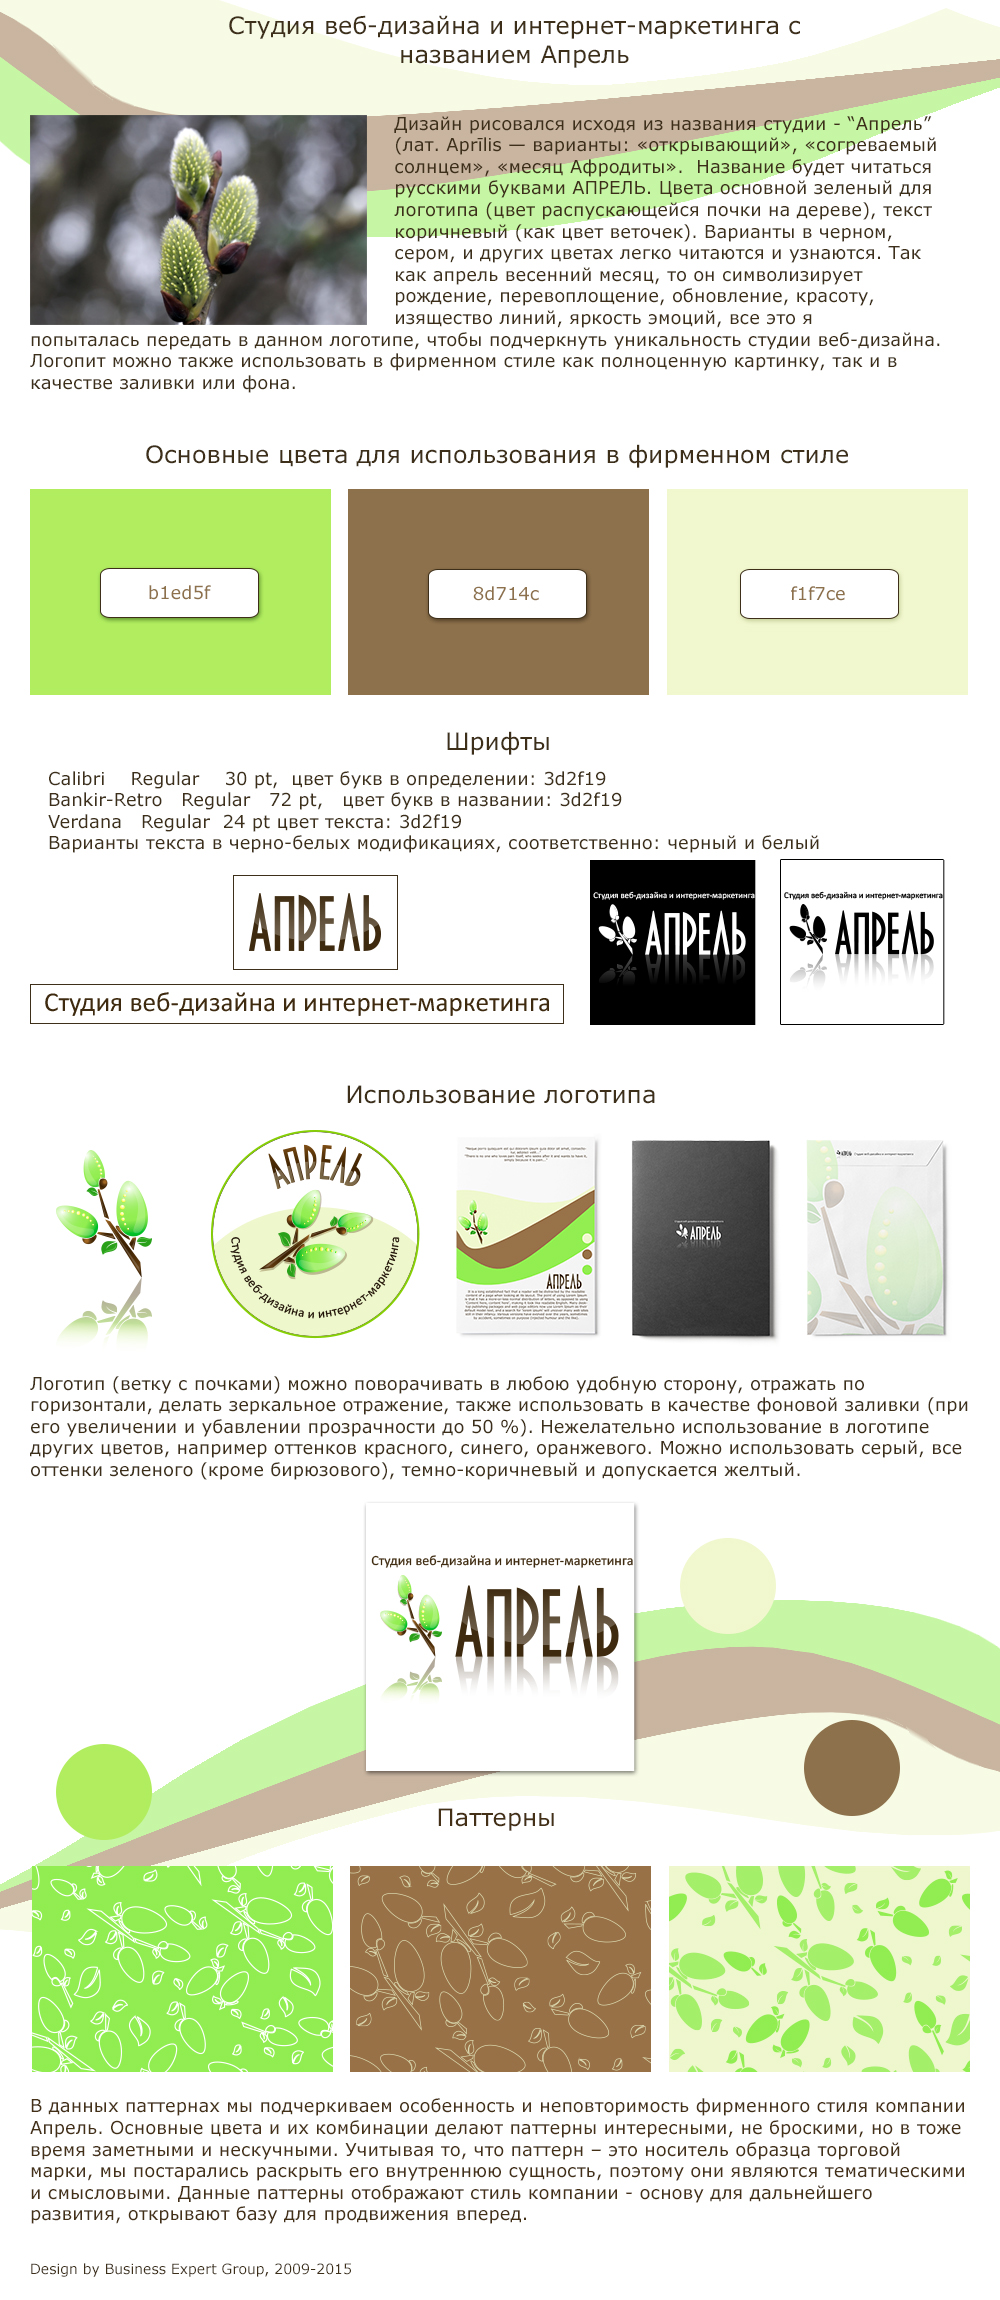 Студия веб-дизайна и интернет-маркетинга с
названием Апрель
Дизайн рисовался исходя из названия студии - “Апрель”
(лат. Aprīlis — варианты: «открывающий», «согреваемый
солнцем», «месяц Афродиты». Название будет читаться
русскими буквами АПРЕЛЬ. Цвета основной зеленый для
логотипа (цвет распускающейся почки на дереве), текст
коричневый (как цвет веточек). Варианты в черном,
сером, и других цветах легко читаются и узнаются. Так
как апрель весенний месяц, то он символизирует
рождение, перевоплощение, обновление, красоту,
изящество линий, яркость эмоций, все это я
попыталась передать в данном логотипе, чтобы подчеркнуть уникальность студии веб-дизайна.
Логопит можно также использовать в фирменном стиле как полноценную картинку, так и в
качестве заливки или фона.
Основные цвета для использования в фирменном стиле
b1ed5f
8d714c
f1f7ce
Шрифты
Calibri Regular 30 pt, цвет букв в определении: 3d2f19
Bankir-Retro Regular 72 pt, цвет букв в названии: 3d2f19
Verdana Regular 24 pt цвет текста: 3d2f19
Варианты текста в черно-белых модификациях, соответственно: черный и белый
АПРЕЛЬ
Студия веб-дизайна и интернет-маркетинга
Студия веб-дизайна и интернет-маркетинга
АПРЕЛЬ
Студия веб-дизайна и интернет-маркетинга
АПРЕЛЬ
Использование логотипа
АПРЕЛЬ
Студия веб-дизайна и интернет-маркетинга
АПРЕЛЬ
АПРЕЛЬ
Логотип (ветку с почками) можно поворачивать в любою удобную сторону, отражать по
горизонтали, делать зеркальное отражение, также использовать в качестве фоновой заливки (при
его увеличении и убавлении прозрачности до 50 %). Нежелательно использование в логотипе
других цветов, например оттенков красного, синего, оранжевого. Можно использовать серый, все
оттенки зеленого (кроме бирюзового), темно-коричневый и допускается желтый.
Студия веб-дизайна и интернет-маркетинга
АПРЕЛЬ
Паттерны
В данных паттернах мы подчеркиваем особенность и неповторимость фирменного стиля компании
Апрель. Основные цвета и их комбинации делают паттерны интересными, не броскими, но в тоже
время заметными и нескучными. Учитывая то, что паттерн – это носитель образца торговой
марки, мы постарались раскрыть его внутреннюю сущность, поэтому они являются тематическими
и смысловыми. Данные паттерны отображают стиль компании - основу для дальнейшего
развития, открывают базу для продвижения вперед.
Design by Business Expert Group, 2009-2015